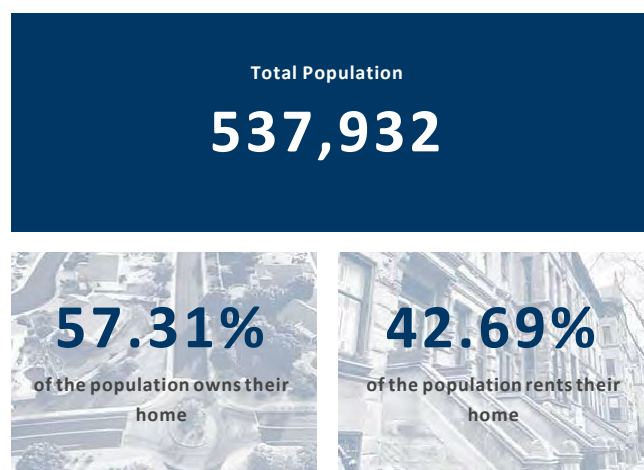 Total Population
537,932
57.31%
of the population owns their
home
42.69%
of the population rents their
home